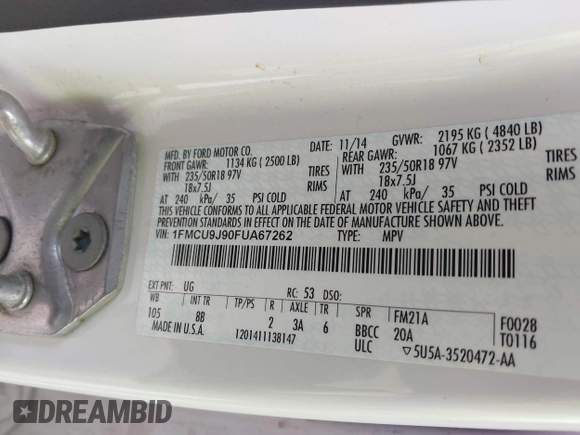 MFD. BY FORD MOTOR CO.
DATE: 11/14 GVWR: 2195 KG ( 4840 LB)
FRONT GAWR: 1134 KG ( 2500 LB) REAR GAWR: 1067 KG ( 2352 LB)
WITH 235/50R18 97V TIRES WITH 235/50R18 97V TIRES
18x7.5J RIMS 18x7.5J RIMS
AT 240 kPa/ 35 PSI COLD AT 240 kPa/ 35 PSI COLD
THIS VEHICLE CONFORMS TO ALL APPLICABLE FEDERAL MOTOR VEHICLE SAFETY AND THEFT
PREVENTION STANDARDS IN EFFECT ON THE DATE OF MANUFACTURE SHOWN ABOVE.
VIN: 1FMCU9J90FUA67262 TYPE: MPV
EXT PNT: UG RC: 53 DSO:
WB INT TR TP/PS R AXLE TR SPR FM21A F0028
105 8B 2 3A 6 BBCC 20A T0116
MADE IN U.S.A. 1201411138147 ULC ▽5U5A-3520472-AA
DREAMBID